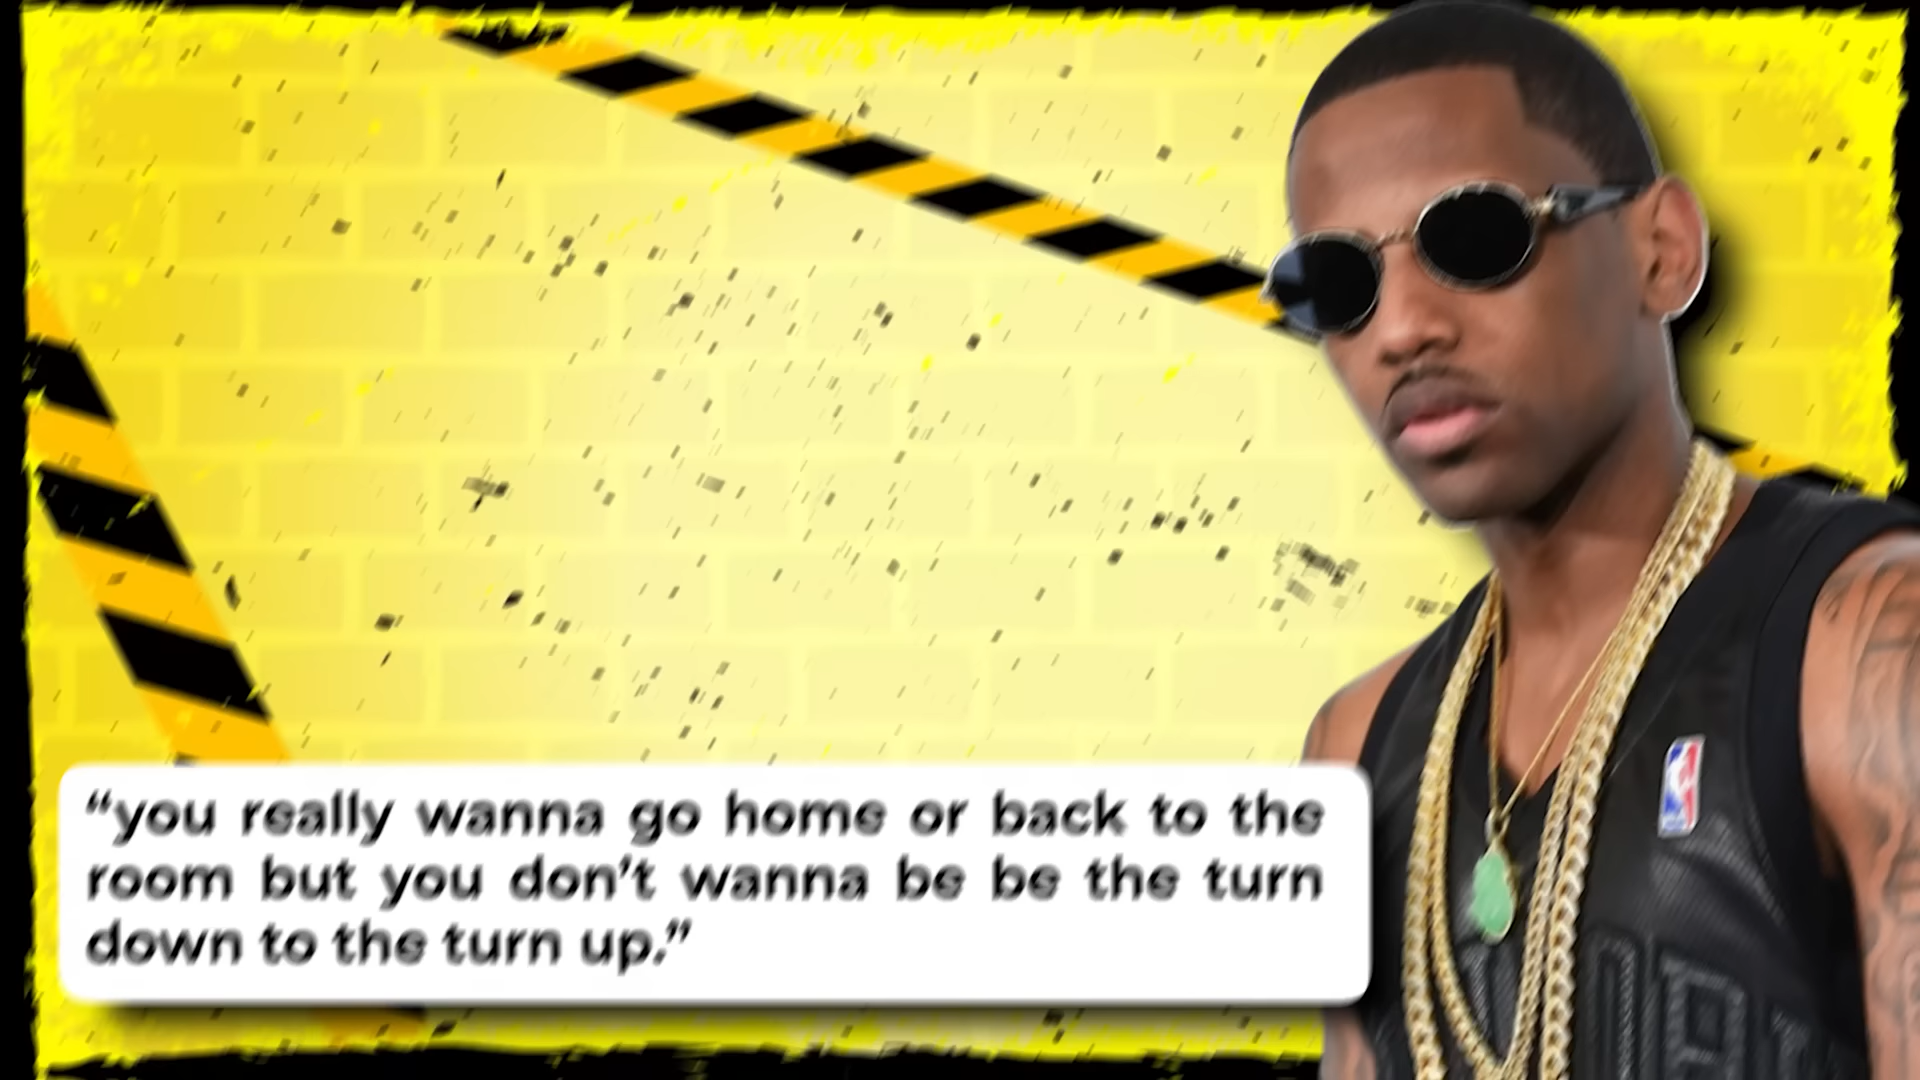 “you really wanna go home or back to the
room but you don’t wanna be be the turn
down to the turn up.”